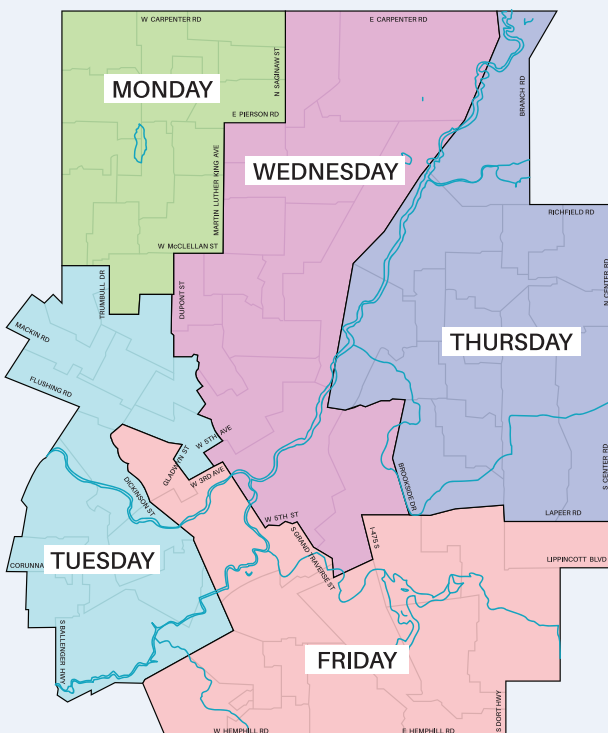 W CARPENTER RD
E CARPENTER RD
N SAGINAW ST
BRANCH RD
MONDAY
E PIERSON RD
MARTIN LUTHER KING AVE
WEDNESDAY
RICHFIELD RD
W McCLELLAN ST
TRUMBULL DR
DUPONT ST
N CENTER RD
MACKIN RD
THURSDAY
FLUSHING RD
W 5TH AVE
GLADWYN ST
W 3RD AVE
DICKINSON ST
BROOKSIDE DR
S CENTER RD
W 5TH ST
LAPEER RD
S GRAND TRAVERSE ST
I-475 S
TUESDAY
CORUNNA
LIPPINCOTT BLVD
S BALLENGER HWY
FRIDAY
S DORT HWY
W HEMPHILL RD
E HEMPHILL RD